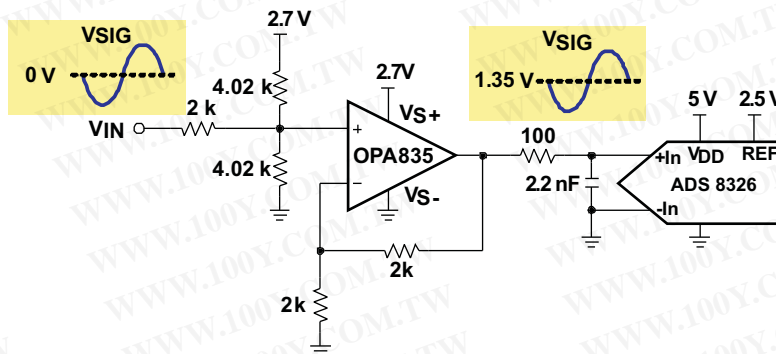 VSIG
0 V
2.7 V
4.02 k
2 k
VIN
4.02 k
2.7V
VS+
+
OPA835
−
VS-
2k
2k
VSIG
1.35 V
100
2.2 nF
5 V
2.5 V
+In
VDD
REF
ADS 8326
-In
WWW.100Y.COM.TW